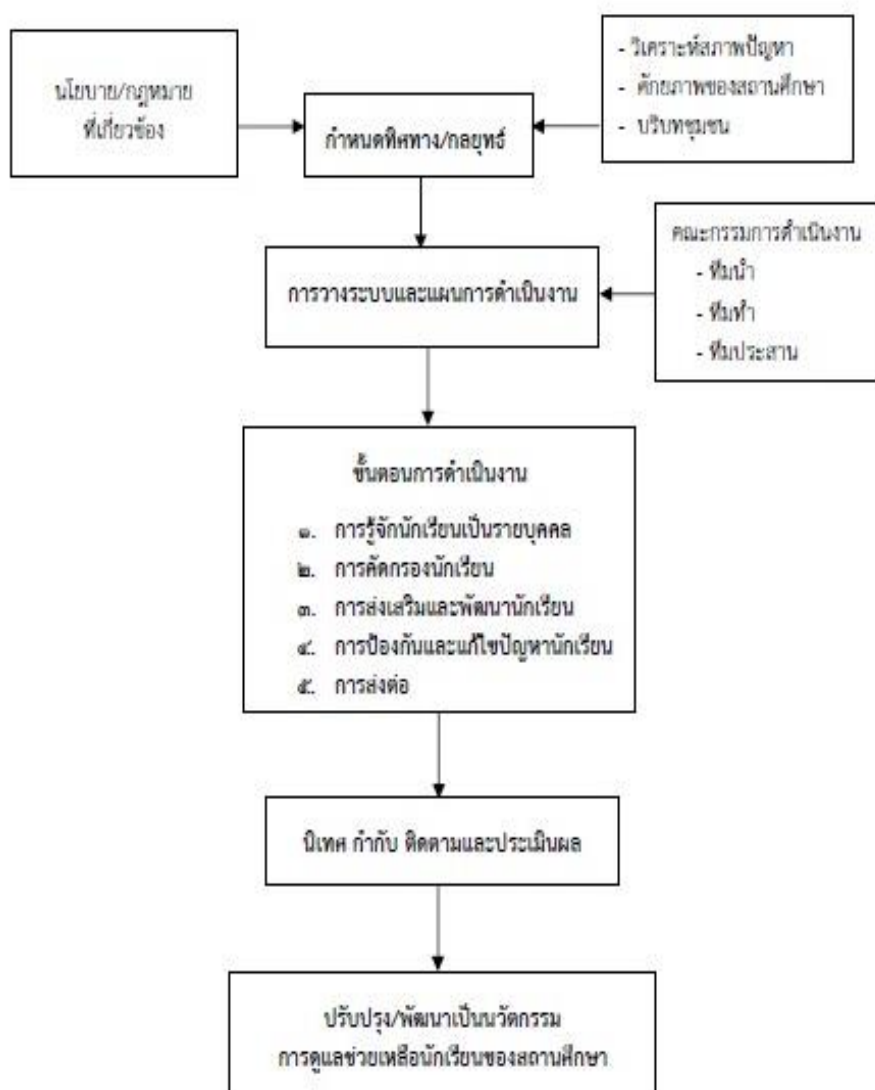 นโยบาย/กฎหมาย
ที่เกี่ยวข้อง
- วิเคราะห์สภาพปัญหา
- ศักยภาพของสถานศึกษา
- บริบทชุมชน
กำหนดทิศทาง/กลยุทธ์
คณะกรรมการดำเนินงาน
- ทีมนำ
- ทีมทำ
- ทีมประสาน
การวางระบบและแผนการดำเนินงาน
ขั้นตอนการดำเนินงาน
๑. การรู้จักนักเรียนเป็นรายบุคคล
๒. การคัดกรองนักเรียน
๓. การส่งเสริมและพัฒนานักเรียน
๔. การป้องกันและแก้ไขปัญหานักเรียน
๕. การส่งต่อ
นิเทศ กำกับ ติดตามและประเมินผล
ปรับปรุง/พัฒนาเป็นนวัตกรรม
การดูแลช่วยเหลือนักเรียนของสถานศึกษา